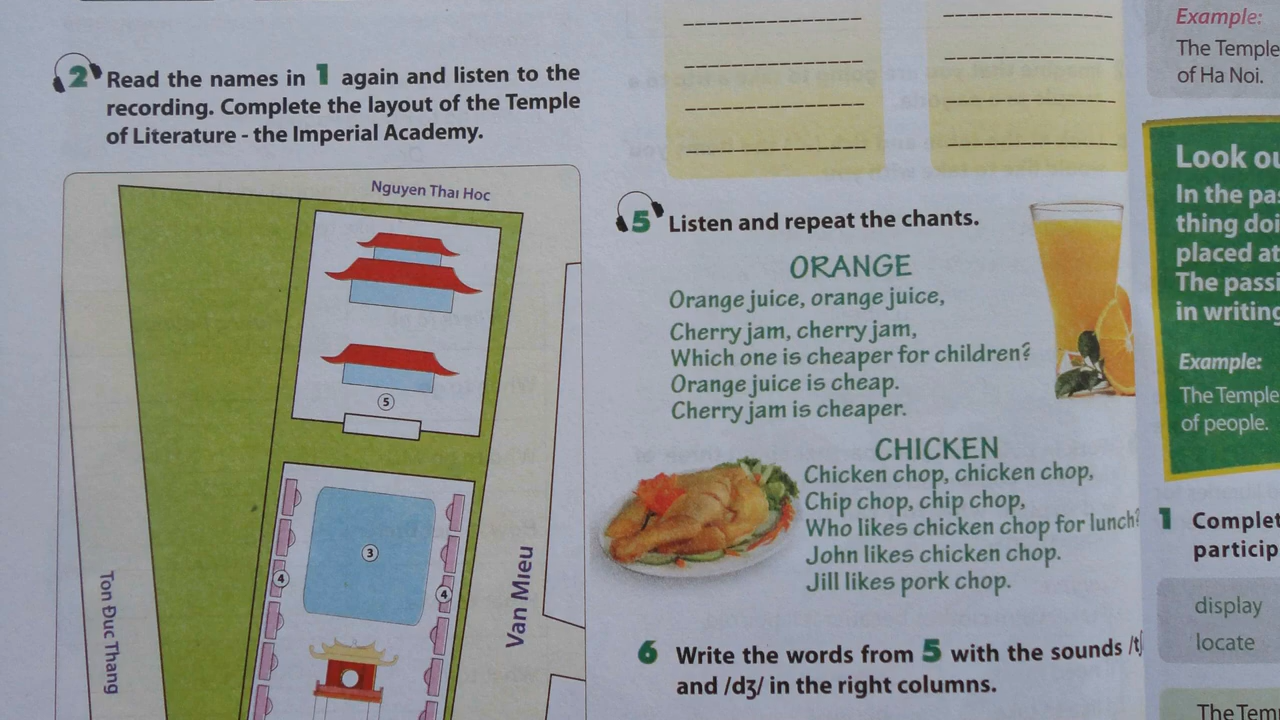 2 Read the names in 1 again and listen to the
recording. Complete the layout of the Temple
of Literature - the Imperial Academy.
Nguyen Thai Hoc
5
3
4
4
Ton Đuc Thang
Van Mieu
5 Listen and repeat the chants.
ORANGE
Orange juice, orange juice,
Cherry jam, cherry jam,
Which one is cheaper for children?
Orange juice is cheap.
Cherry jam is cheaper.
CHICKEN
Chicken chop, chicken chop,
Chip chop, chip chop,
Who likes chicken chop for lunch?
John likes chicken chop.
Jill likes pork chop.
6 Write the words from 5 with the sounds /tʃ
and /dʒ/ in the right columns.
Example:
The Temple
of Ha Noi.
Look ou
In the pa
thing doi
placed at
The passi
in writing
Example:
The Temple
of people.
1 Complet
particip
display
locate
The Tem